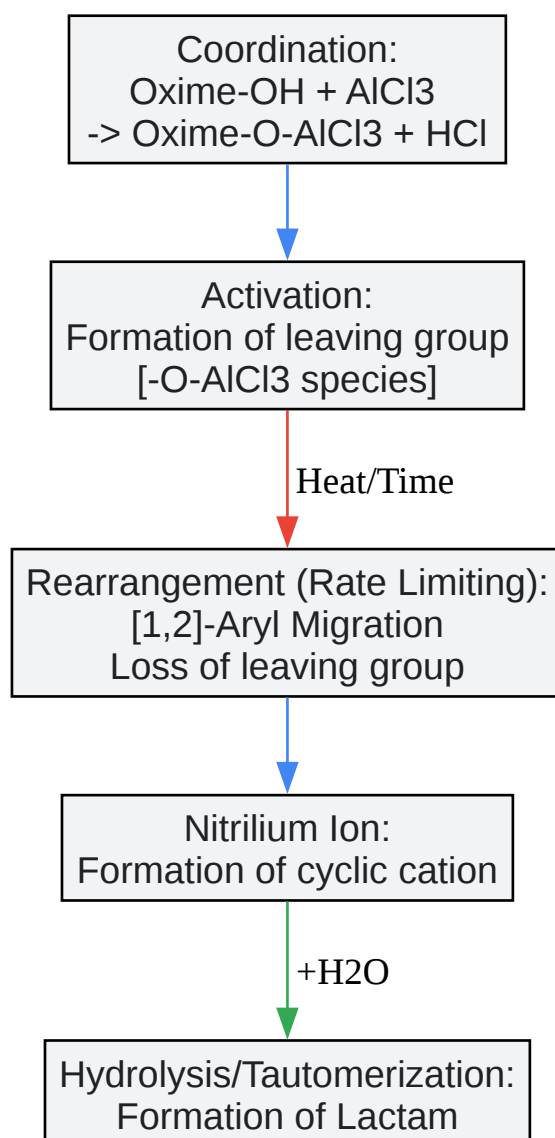 Coordination:
Oxime-OH + AlCl3
-> Oxime-O-AlCl3 + HCl
Activation:
Formation of leaving group
[-O-AlCl3 species]
Heat/Time
Rearrangement (Rate Limiting):
[1,2]-Aryl Migration
Loss of leaving group
Nitrilium Ion:
Formation of cyclic cation
+H2O
Hydrolysis/Tautomerization:
Formation of Lactam